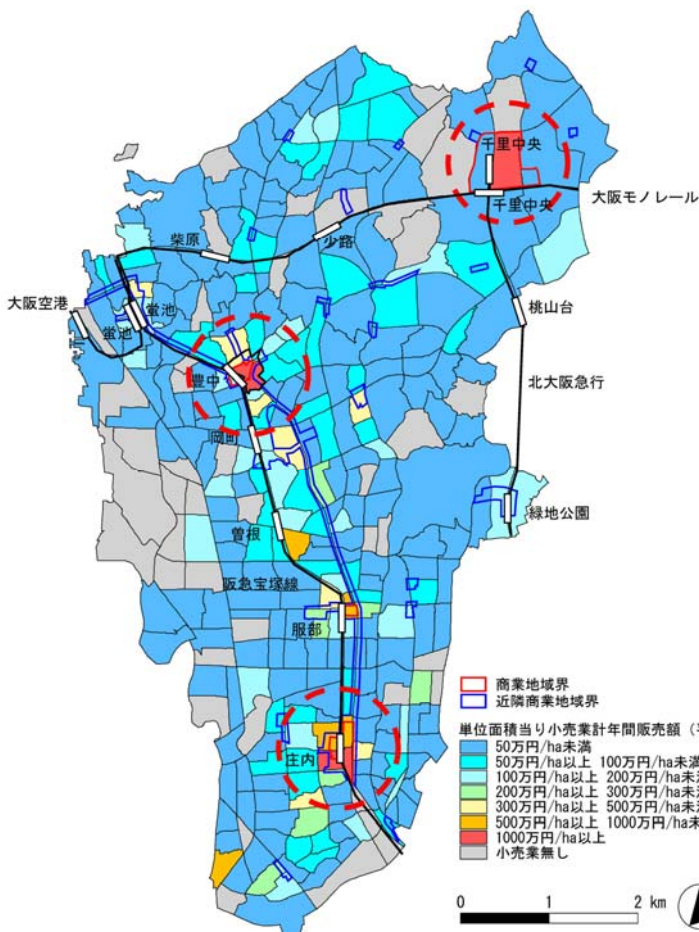 千里中央
千里中央
大阪モノレール
柴原
少路
大阪空港
蛍池
蛍池
桃山台
豊中
北大阪急行
岡町
緑地公園
曽根
阪急宝塚線
服部
庄内
商業地域界
近隣商業地域界
単位面積当り小売業計年間販売額（
50万円/ha未満
50万円/ha以上 100万円/ha未満
100万円/ha以上 200万円/ha未
200万円/ha以上 300万円/ha未
300万円/ha以上 500万円/ha未
500万円/ha以上 1000万円/ha未
1000万円/ha以上
小売業無し
0 1 2 km